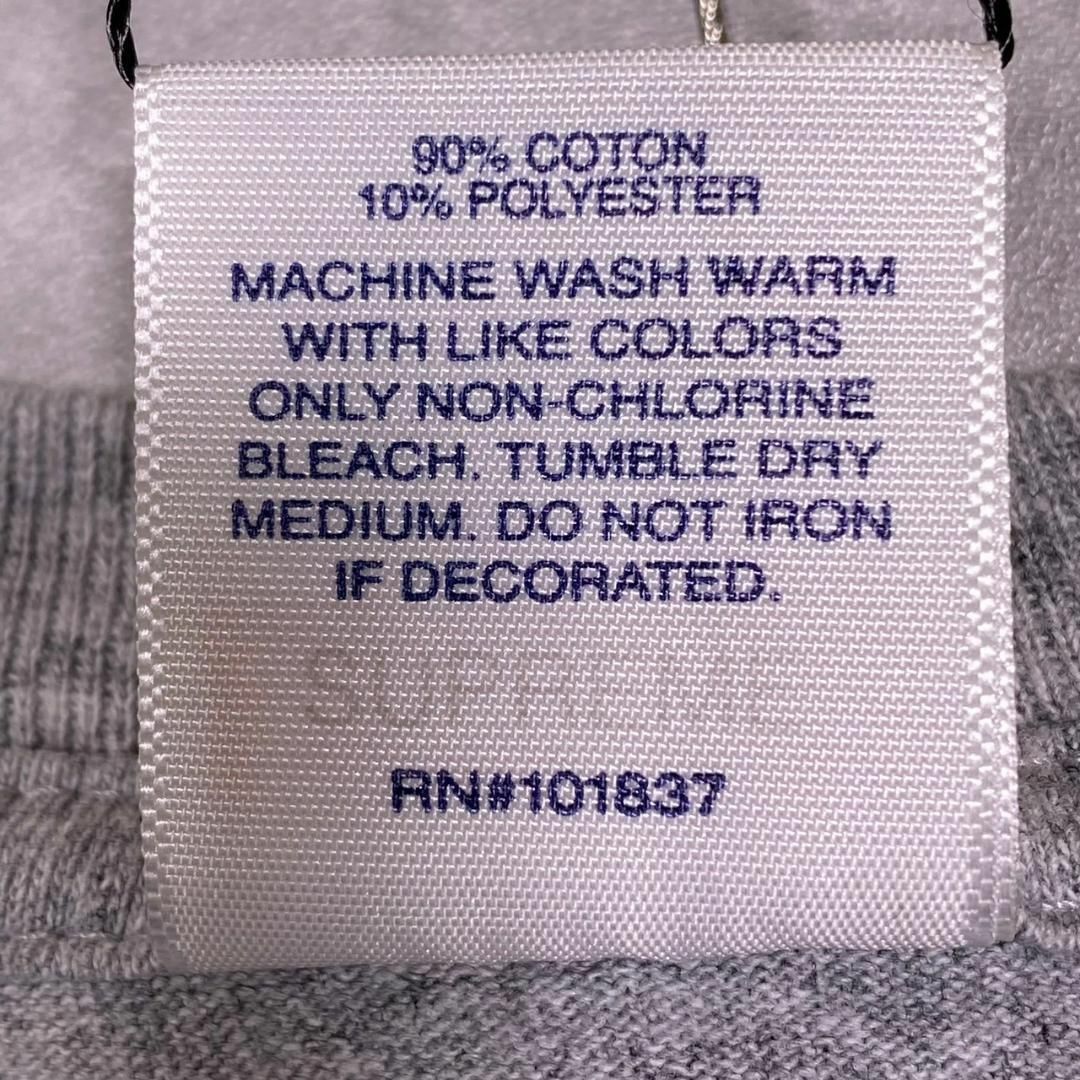 90% COTON
10% POLYESTER
MACHINE WASH WARM
WITH LIKE COLORS
ONLY NON-CHLORINE
BLEACH. TUMBLE DRY
MEDIUM. DO NOT IRON
IF DECORATED.
RN#101837